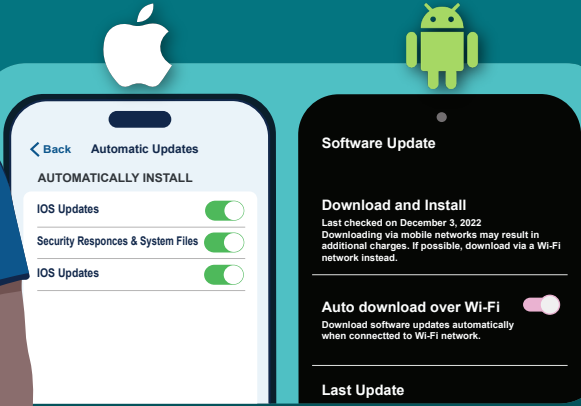 Back Automatic Updates
AUTOMATICALLY INSTALL
IOS Updates
Security Responces & System Files
IOS Updates
Software Update
Download and Install
Last checked on December 3, 2022
Downloading via mobile networks may result in
additional charges. If possible, download via a Wi-Fi
network instead.
Auto download over Wi-Fi
Download software updates automatically
when connectted to Wi-Fi network.
Last Update